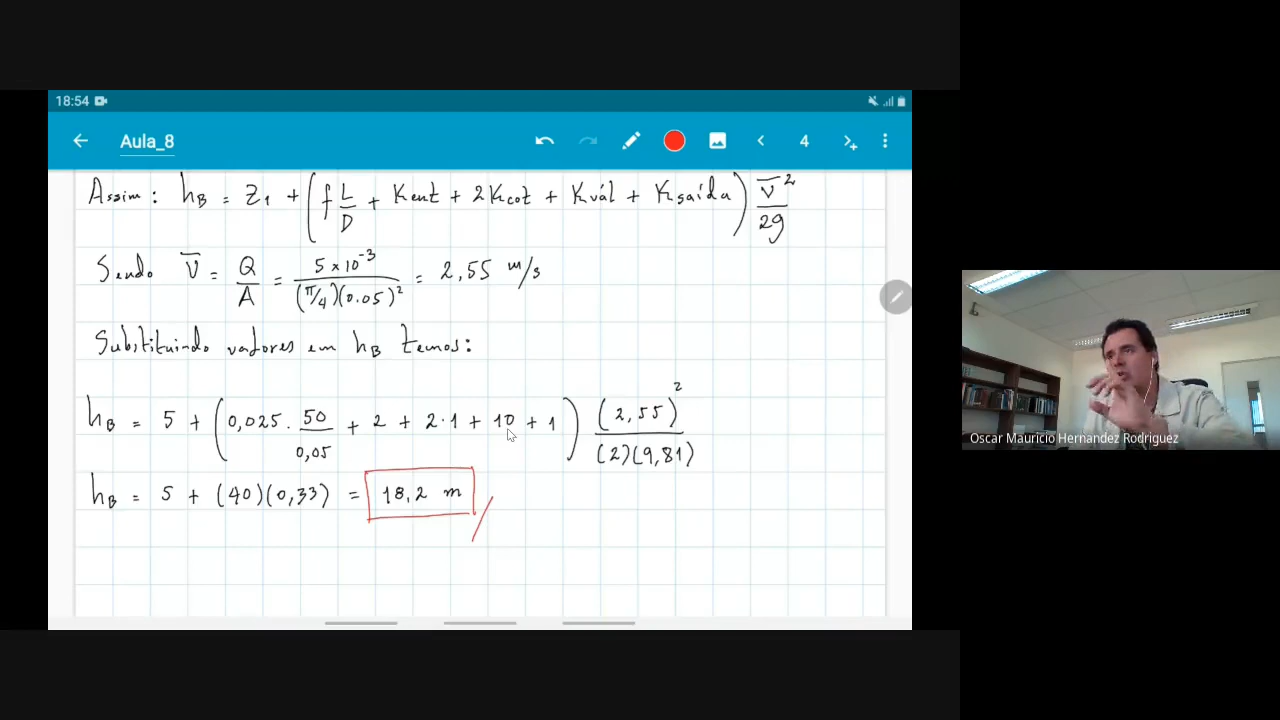 18:54
Aula_8
4
Assim: hB = Z1 + (f L/D + Kent + 2Kcot + Kvál + Ksaída) V̅²/2g
Sendo V̅ = Q/A = 5 × 10⁻³/(π/4)(0.05)² = 2,55 m/s
Substituindo valores em hB temos:
hB = 5 + (0,025 · 50/0,05 + 2 + 2·1 + 10 + 1) (2,55)²/(2)(9,81)
hB = 5 + (40)(0,33) = 18,2 m
Oscar Mauricio Hernandez Rodriguez